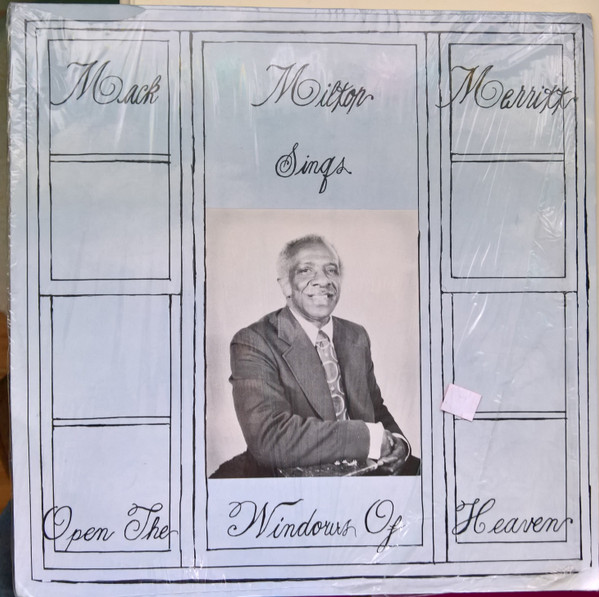 Mack Milton Merritt
Sings
Open The Windows Of Heaven